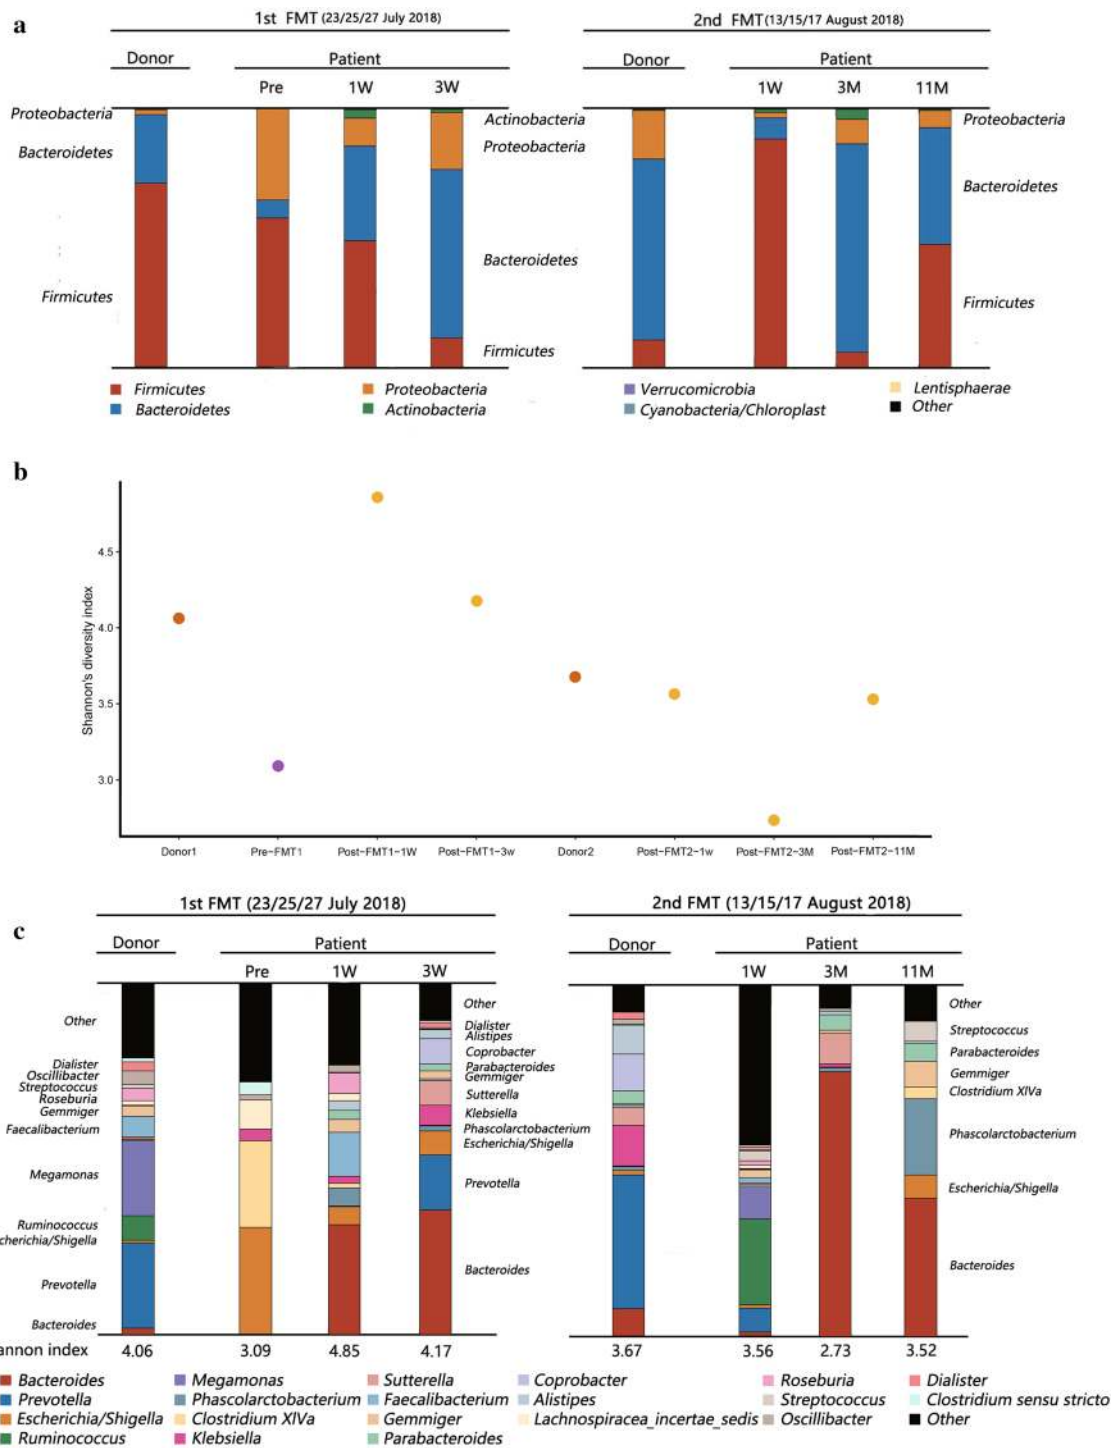 a
1st FMT (23/25/27 July 2018)
2nd FMT(13/15/17 August 2018)
Donor
Patient
Donor
Patient
Pre
1W
3W
1W
3M
11M
Proteobacteria
Bacteroidetes
Firmicutes
Actinobacteria
Proteobacteria
Bacteroidetes
Firmicutes
Proteobacteria
Bacteroidetes
Firmicutes
Firmicutes
Proteobacteria
Verrucomicrobia
Lentisphaerae
Bacteroidetes
Actinobacteria
Cyanobacteria/Chloroplast
Other
b
Shannon's diversity index
4.5
4.0
3.5
3.0
Donor1
Pre-FMT1
Post-FMT1-1W
Post-FMT1-3w
Donor2
Post-FMT2-1w
Post-FMT2-3M
Post-FMT2-11M
c
1st FMT (23/25/27 July 2018)
2nd FMT (13/15/17 August 2018)
Donor
Patient
Donor
Patient
Pre
1W
3W
1W
3M
11M
Other
Dialister
Oscillibacter
Streptococcus
Roseburia
Gemmiger
Faecalibacterium
Megamonas
Ruminococcus
cherichia/Shigella
Prevotella
Bacteroides
Other
Dialister
Alistipes
Coprobacter
Parabacteroides
Gemmiger
Sutterella
Klebsiella
Phascolarctobacterium
Escherichia/Shigella
Prevotella
Bacteroides
Other
Streptococcus
Parabacteroides
Gemmiger
Clostridium XIVa
Phascolarctobacterium
Escherichia/Shigella
Bacteroides
annon index
4.06
3.09
4.85
4.17
3.67
3.56
2.73
3.52
Bacteroides
Megamonas
Sutterella
Coprobacter
Roseburia
Dialister
Prevotella
Phascolarctobacterium
Faecalibacterium
Alistipes
Streptococcus
Clostridium sensu stricto
Escherichia/Shigella
Clostridium XIVa
Gemmiger
Lachnospiracea_incertae_sedis
Oscillibacter
Other
Ruminococcus
Klebsiella
Parabacteroides